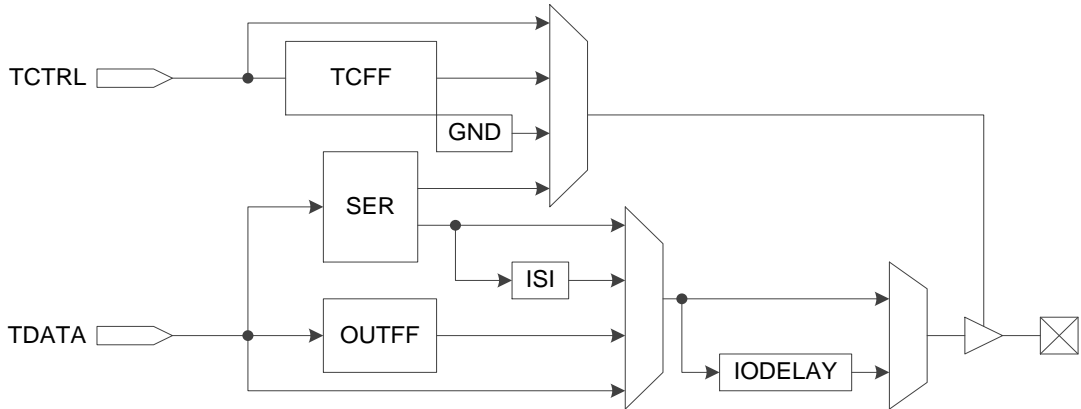 TCTRL
TCFF
GND
SER
ISI
TDATA
OUTFF
IODELAY